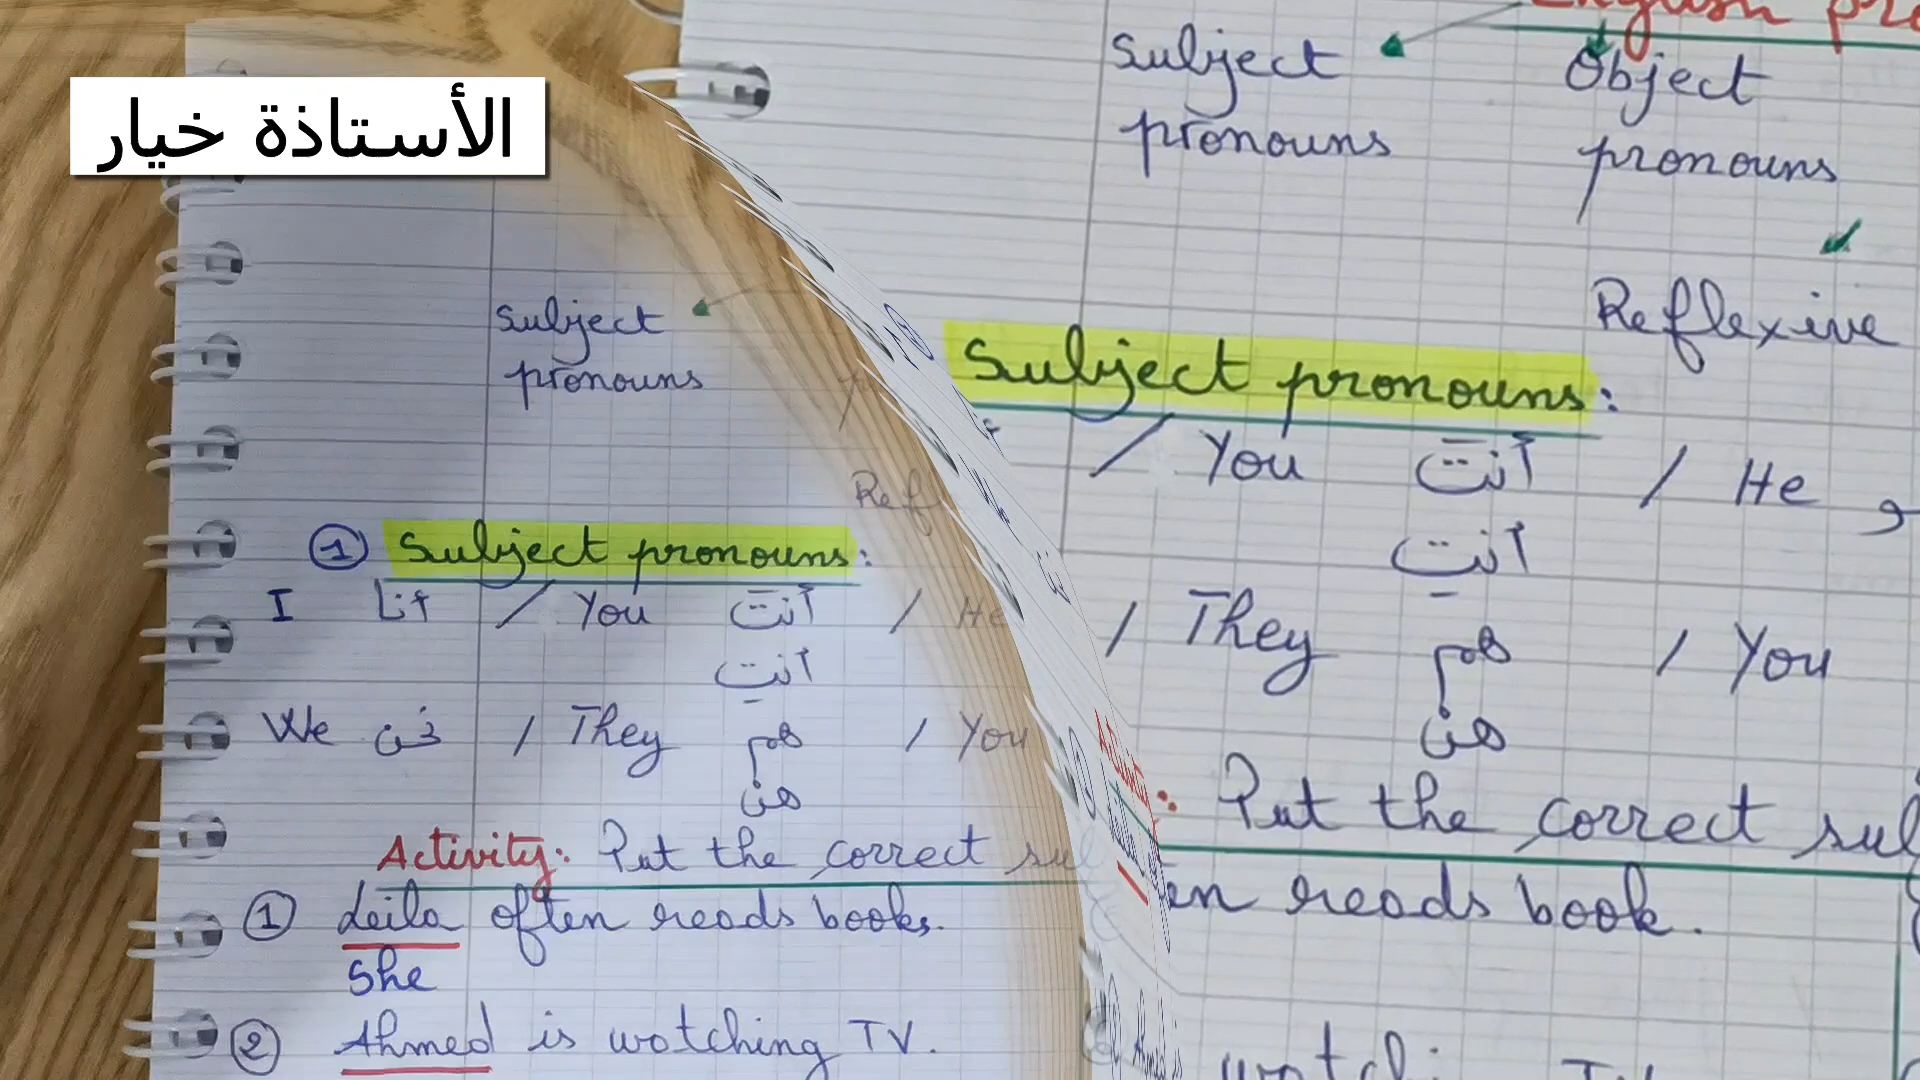 الأستاذة خيار
Subject
pronouns
① Subject pronouns:
I أنا / You أنتَ / He
أنتِ
We نحن / They هم / You
هن
Activity: Put the correct
① Leila often reads books.
She
② Ahmed is watching TV.
English
Subject Object
pronouns pronouns
Reflexive
Subject pronouns:
/ You أنتَ / He
أنتِ
/ They هم / You
هن
: Put the correct
reads book.